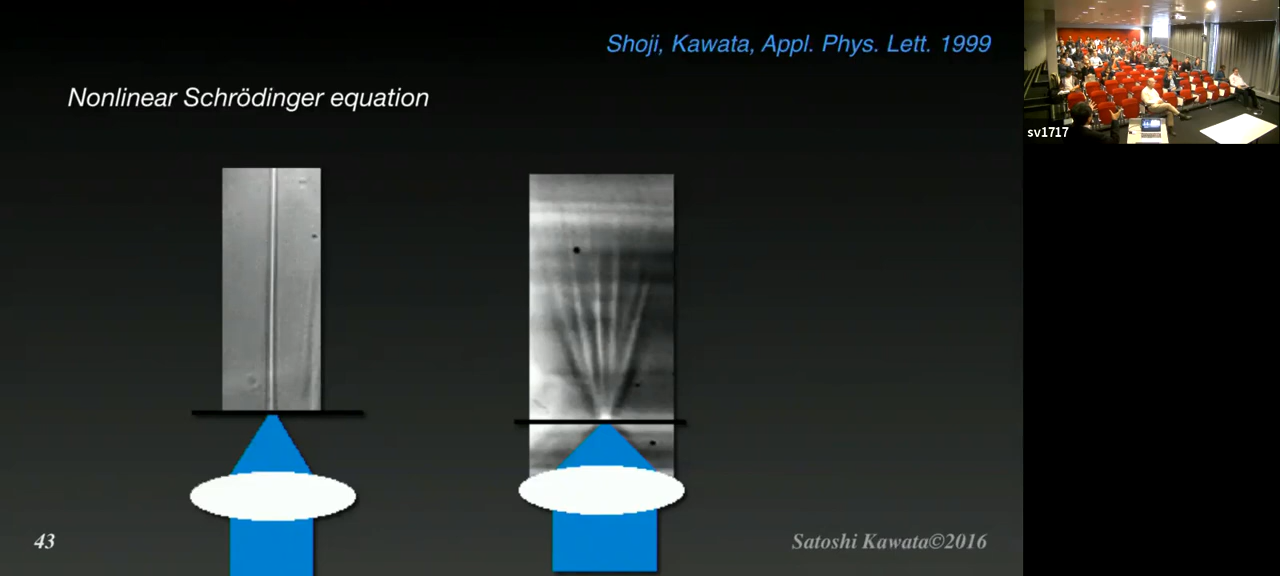 Shoji, Kawata, Appl. Phys. Lett. 1999
Nonlinear Schrödinger equation
sv1717
43
Satoshi Kawata©2016